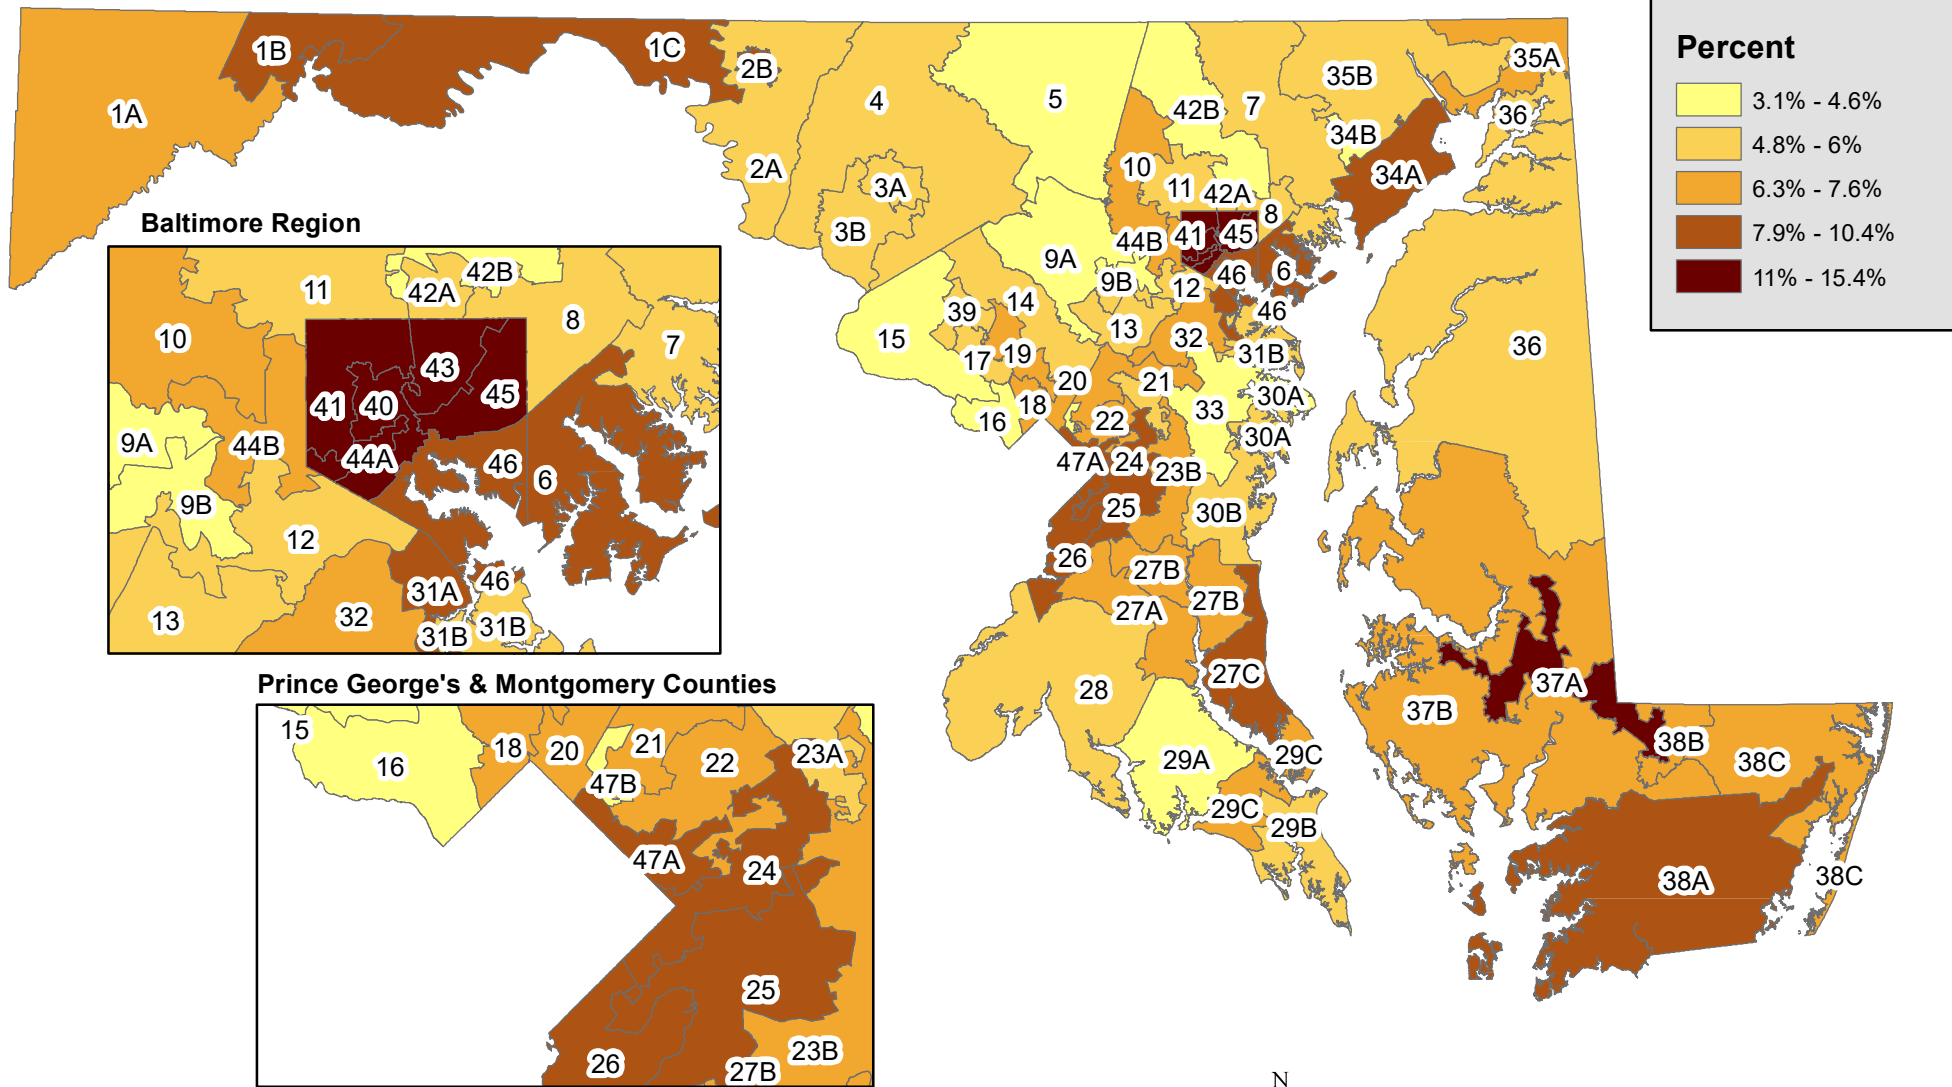 1A
1B
1C
2B
2A
4
3A
3B
5
42B
7
35B
35A
36
34B
34A
10
11
42A
8
41
45
44B
9A
9B
46
6
12
46
14
39
13
32
15
17
19
31B
20
21
30A
18
16
22
33
30A
47A
24
23B
25
30B
26
27B
27A
27B
27C
28
29A
29C
29C
29B
36
37A
37B
38B
38C
38A
38C
Percent
3.1% - 4.6%
4.8% - 6%
6.3% - 7.6%
7.9% - 10.4%
11% - 15.4%
Baltimore Region
11
42A
42B
8
7
10
43
41
40
45
9A
44B
44A
46
6
9B
12
31A
46
13
32
31B
31B
Prince George's & Montgomery Counties
15
16
18
20
21
22
23A
47B
47A
24
25
26
27B
23B
N